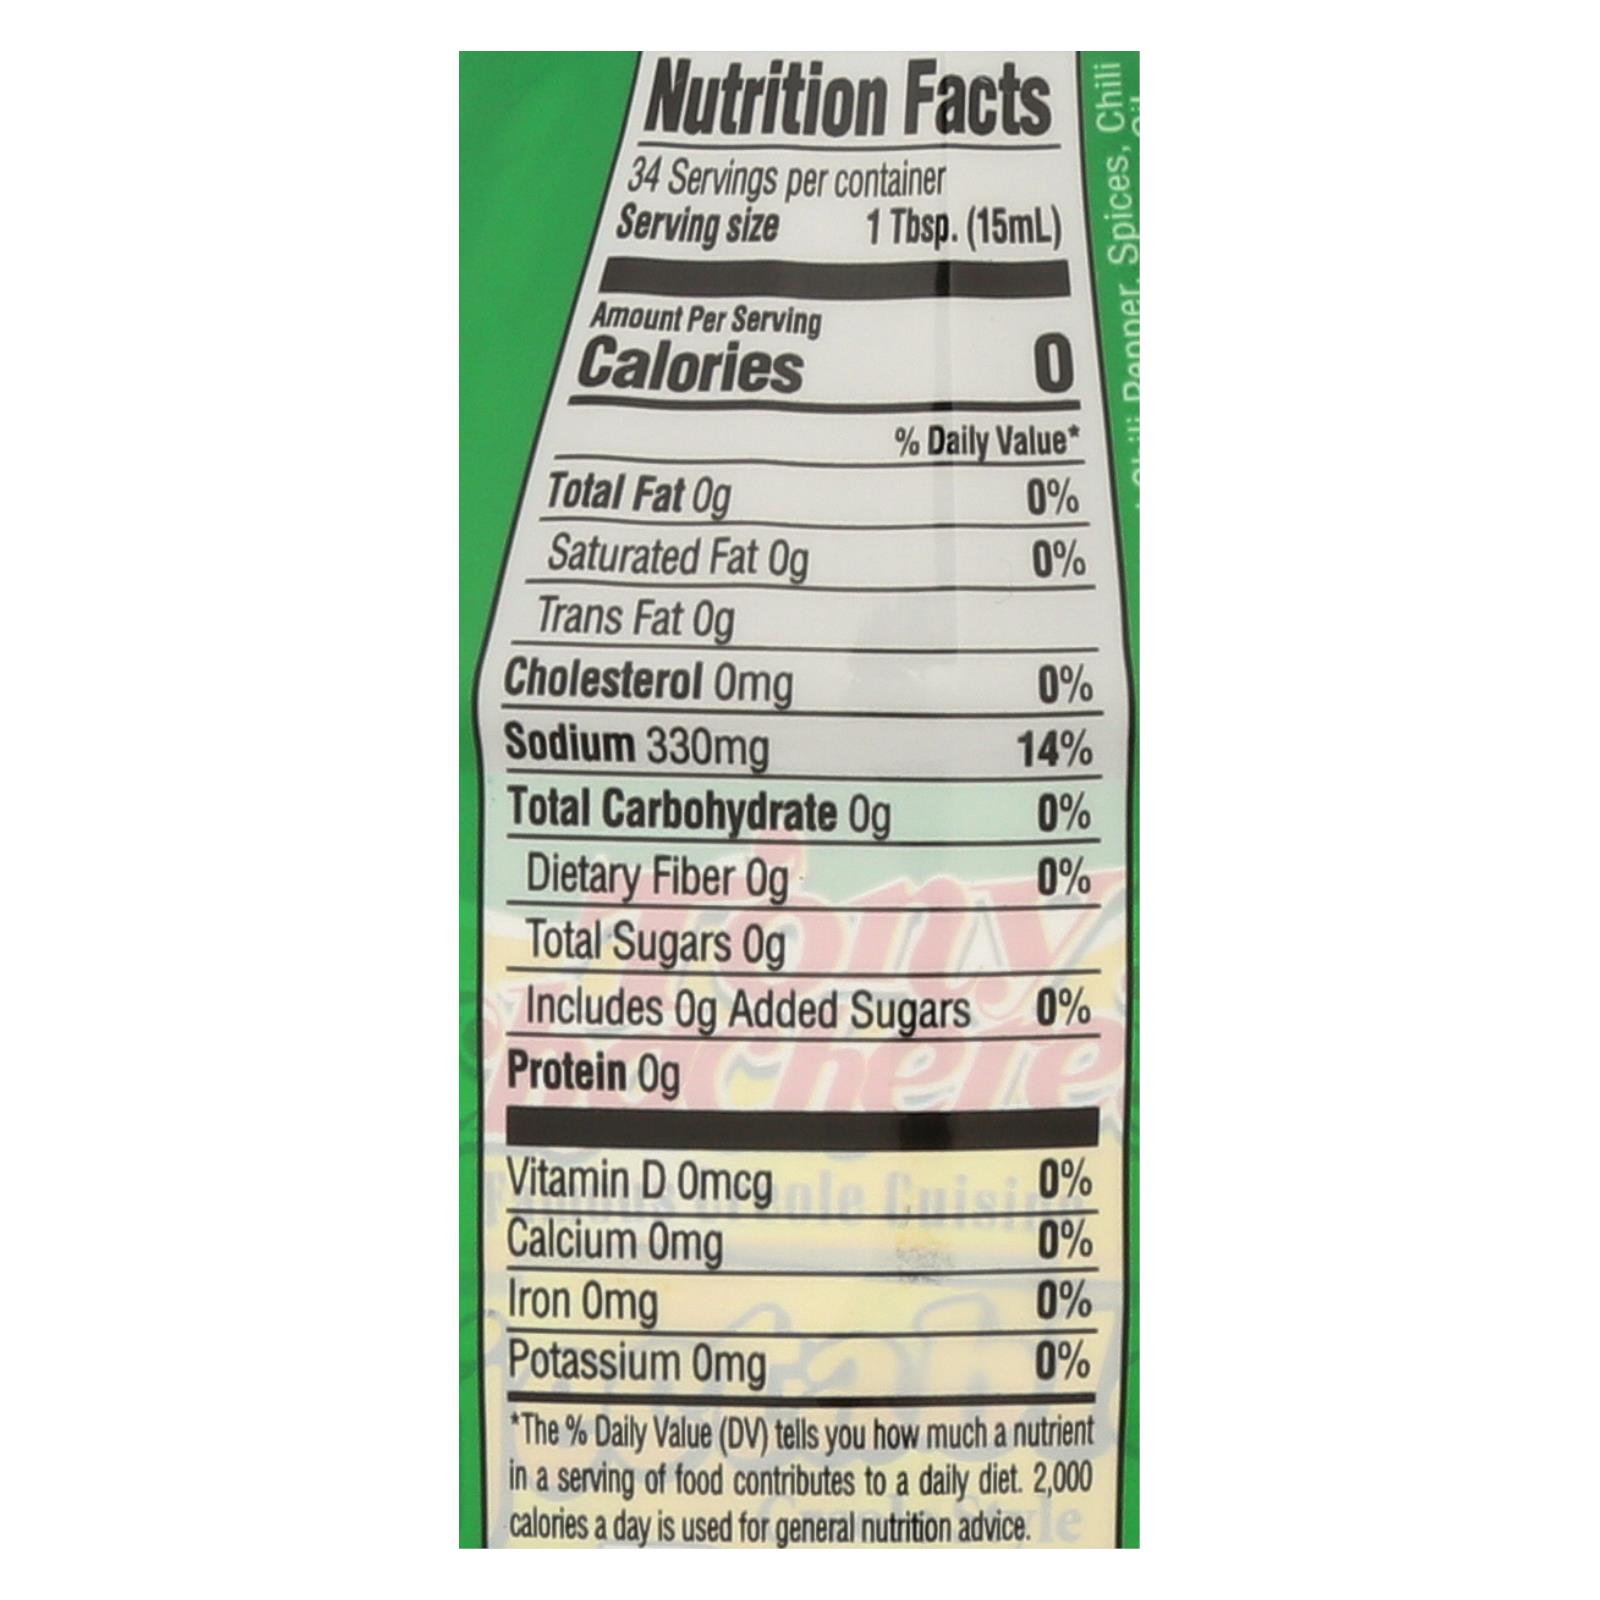 Nutrition Facts
34 Servings per container
Serving size 1 Tbsp. (15mL)
Amount Per Serving
Calories 0
% Daily Value*
Total Fat 0g 0%
Saturated Fat 0g 0%
Trans Fat 0g
Cholesterol 0mg 0%
Sodium 330mg 14%
Total Carbohydrate 0g 0%
Dietary Fiber 0g 0%
Total Sugars 0g
Includes 0g Added Sugars 0%
Protein 0g
Vitamin D 0mcg 0%
Calcium 0mg 0%
Iron 0mg 0%
Potassium 0mg 0%
*The % Daily Value (DV) tells you how much a nutrient
in a serving of food contributes to a daily diet. 2,000
calories a day is used for general nutrition advice.
Pepper, Spices, Chili
Tony
Cuisine